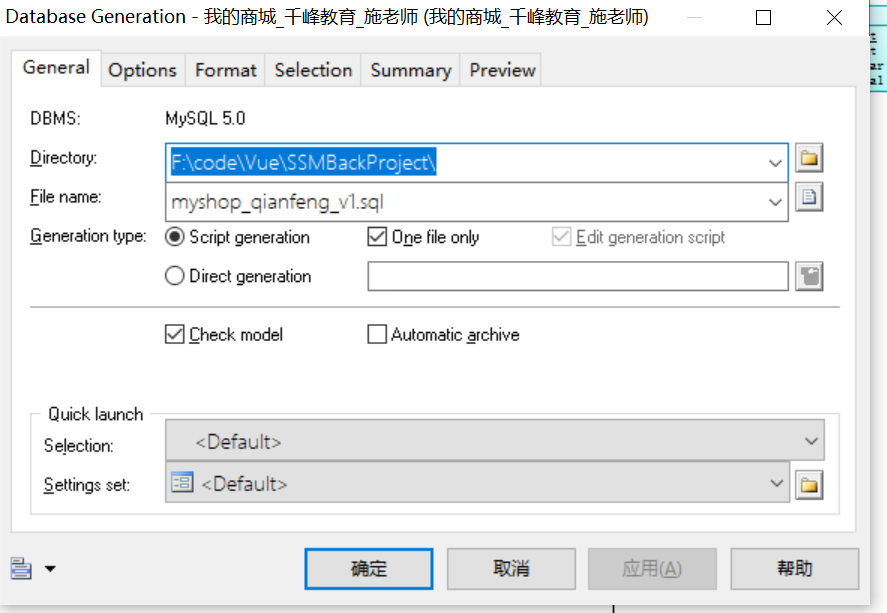 Database Generation - 我的商城_千峰教育_施老师 (我的商城_千峰教育_施老师)
General Options Format Selection Summary Preview
DBMS: MySQL 5.0
Directory: F:\code\Vue\SSMBackProject\
File name: myshop_qianfeng_v1.sql
Generation type: Script generation One file only Edit generation script
Direct generation
Check model Automatic archive
Quick launch
Selection: <Default>
Settings set: <Default>
确定 取消 应用(A) 帮助